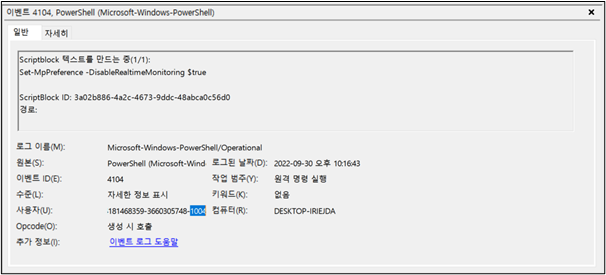 이벤트 4104, PowerShell (Microsoft-Windows-PowerShell)
일반 자세히
Scriptblock 텍스트를 만드는 중(1/1):
Set-MpPreference -DisableRealtimeMonitoring $true
ScriptBlock ID: 3a02b886-4a2c-4673-9ddc-48abca0c56d0
경로:
로그 이름(M): Microsoft-Windows-PowerShell/Operational
원본(S): PowerShell (Microsoft-Wind 로그된 날짜(D): 2022-09-30 오후 10:16:43
이벤트 ID(E): 4104 작업 범주(Y): 원격 명령 실행
수준(L): 자세한 정보 표시 키워드(K): 없음
사용자(U): 181468359-3660305748-1004 컴퓨터(R): DESKTOP-IRIEJDA
Opcode(O): 생성 시 호출
추가 정보(I): 이벤트 로그 도움말